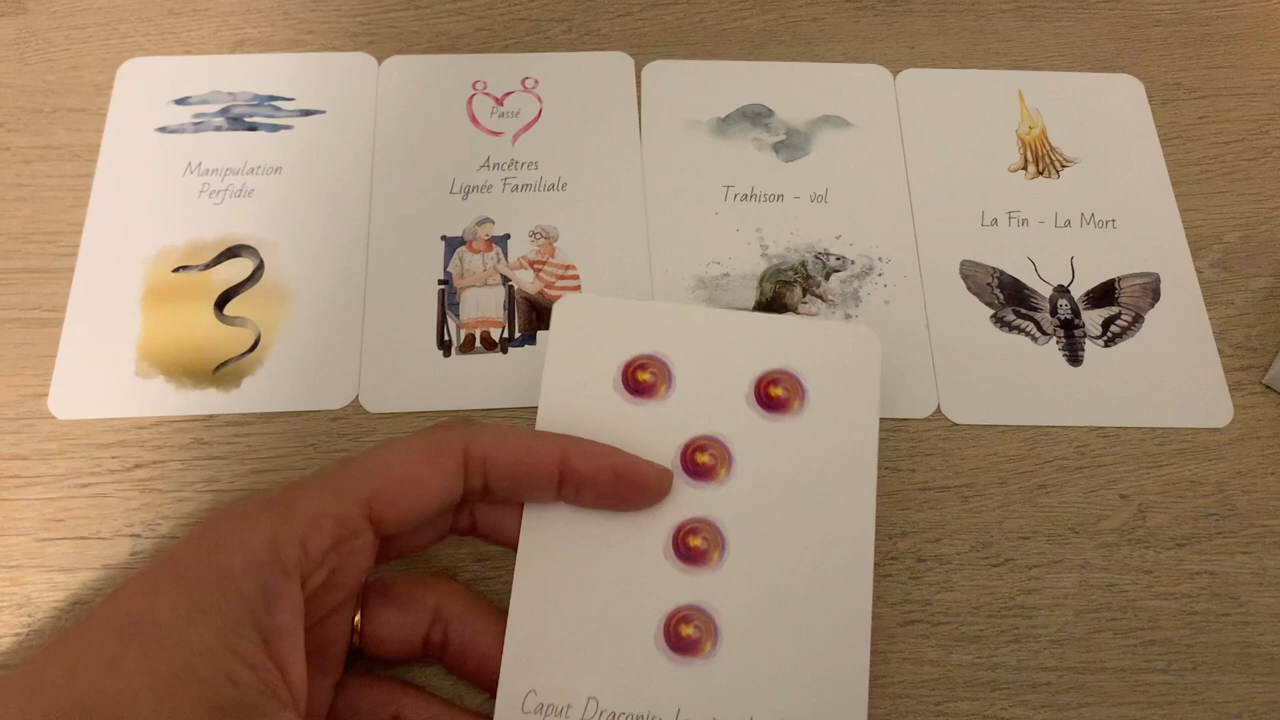 Manipulation
Perfidie
Passé
Ancêtres
Lignée Familiale
Trahison - vol
La Fin - La Mort
Caput Draconis